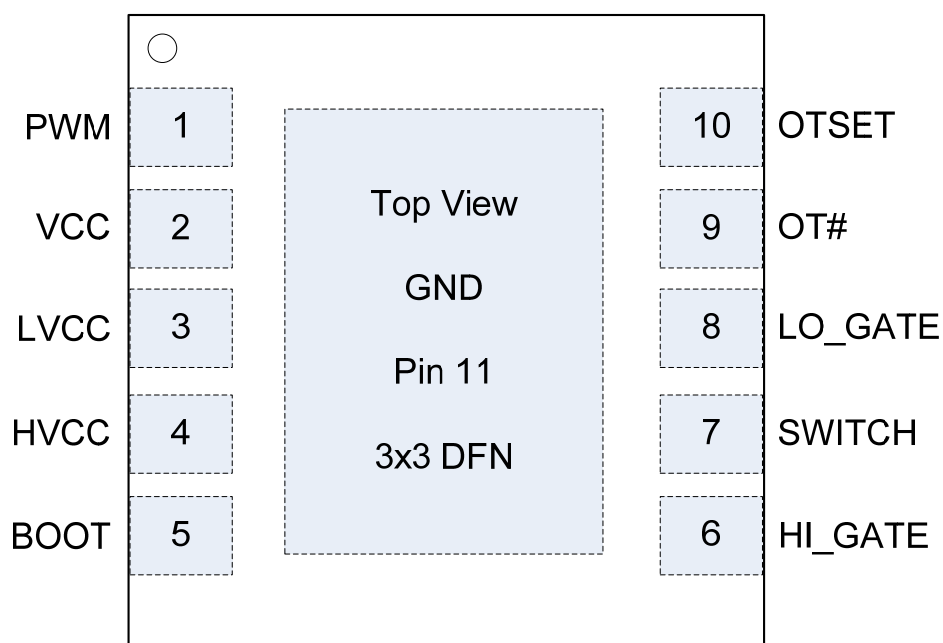 PWM 1 10 OTSET
VCC 2 9 OT#
LVCC 3 8 LO_GATE
HVCC 4 7 SWITCH
BOOT 5 6 HI_GATE
Top View
GND
Pin 11
3x3 DFN